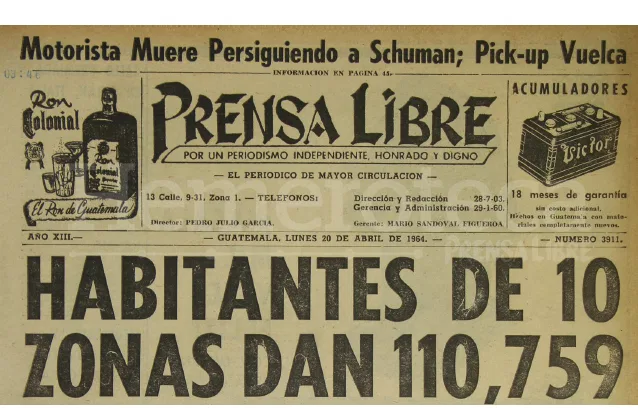 Motorista Muere Persiguiendo a Schuman; Pick-up Vuelca
INFORMACION EN PAGINA 45.
Ron
Colonial
El Ron de Guatemala
PRENSA LIBRE
POR UN PERIODISMO INDEPENDIENTE, HONRADO Y DIGNO
— EL PERIODICO DE MAYOR CIRCULACION —
13 Calle, 9-31, Zona 1. — TELEFONOS:
Dirección y Redacción 28-7-03.
Gerencia y Administración 29-1-60.
Director: PEDRO JULIO GARCIA.
Gerente: MARIO SANDOVAL FIGUEROA
ACUMULADORES
Victor
18 meses de garantía
sin costo adicional.
Hechos en Guatemala con mate-
riales completamente nuevos.
AÑO XIII.—
— GUATEMALA, LUNES 20 DE ABRIL DE 1964. —
— NUMERO 3911.
HABITANTES DE 10
ZONAS DAN 110,759